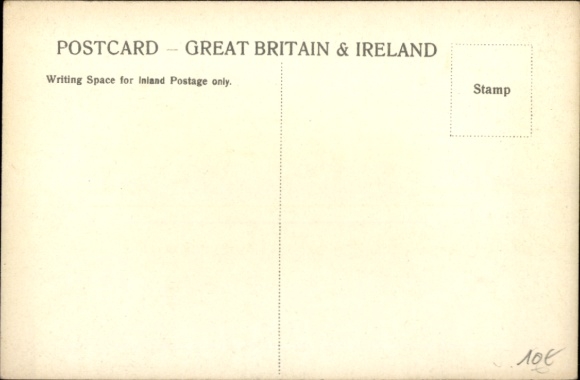 POSTCARD – GREAT BRITAIN & IRELAND
Writing Space for Inland Postage only.
Stamp
10€